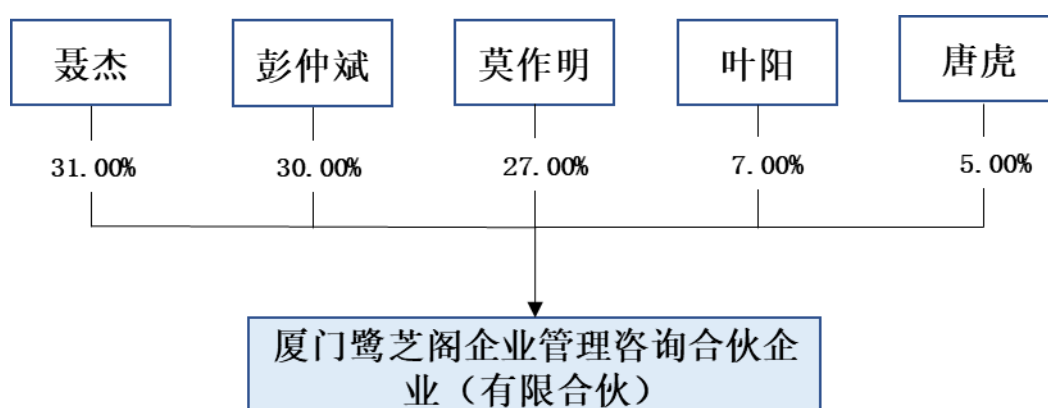 聂杰 彭仲斌 莫作明 叶阳 唐虎
31.00% 30.00% 27.00% 7.00% 5.00%
厦门鹭芝阁企业管理咨询合伙企
业（有限合伙）